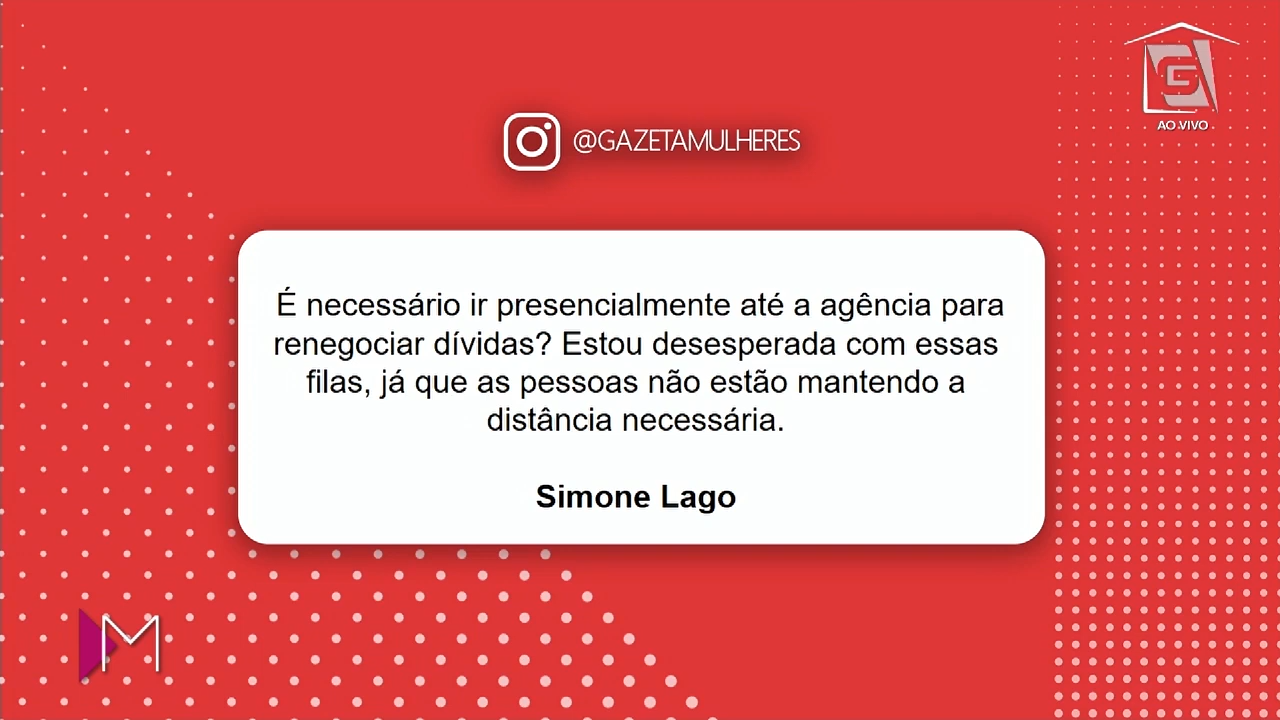 AO VIVO
@GAZETAMULHERES
É necessário ir presencialmente até a agência para
renegociar dívidas? Estou desesperada com essas
filas, já que as pessoas não estão mantendo a
distância necessária.
Simone Lago
M